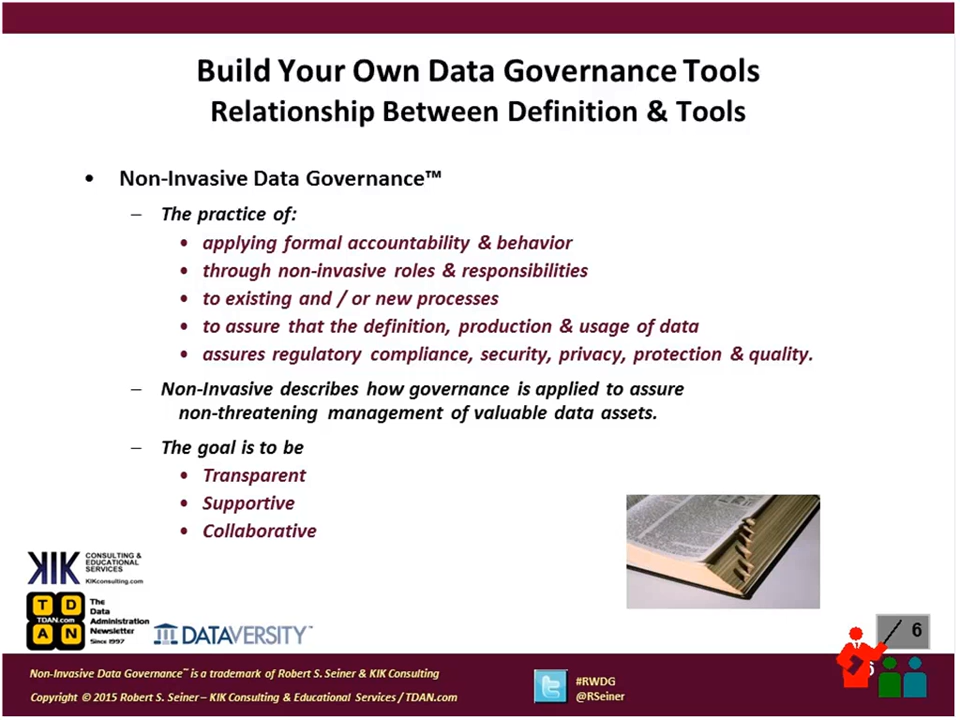 Build Your Own Data Governance Tools
Relationship Between Definition & Tools
• Non-Invasive Data Governance™
– The practice of:
• applying formal accountability & behavior
• through non-invasive roles & responsibilities
• to existing and / or new processes
• to assure that the definition, production & usage of data
• assures regulatory compliance, security, privacy, protection & quality.
– Non-Invasive describes how governance is applied to assure
non-threatening management of valuable data assets.
– The goal is to be
• Transparent
• Supportive
• Collaborative
KIK CONSULTING &
EDUCATIONAL
SERVICES
KIKconsulting.com
T D
TDAN.com
A N
The
Data
Administration
Newsletter
Since 1997
DATAVERSITY™
6
6
Non-Invasive Data Governance™ is a trademark of Robert S. Seiner & KIK Consulting
Copyright © 2015 Robert S. Seiner – KIK Consulting & Educational Services / TDAN.com
#RWDG
@RSeiner